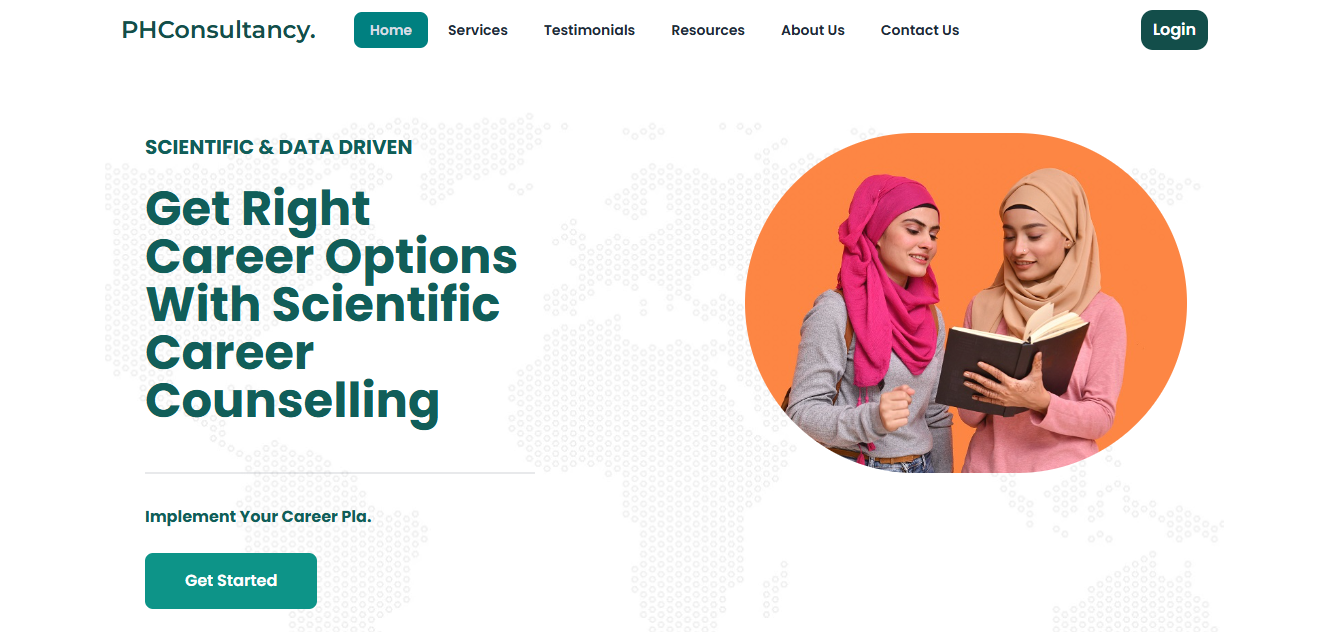 PHConsultancy.
Home Services Testimonials Resources About Us Contact Us Login
SCIENTIFIC & DATA DRIVEN
Get Right
Career Options
With Scientific
Career
Counselling
Implement Your Career Pla.
Get Started